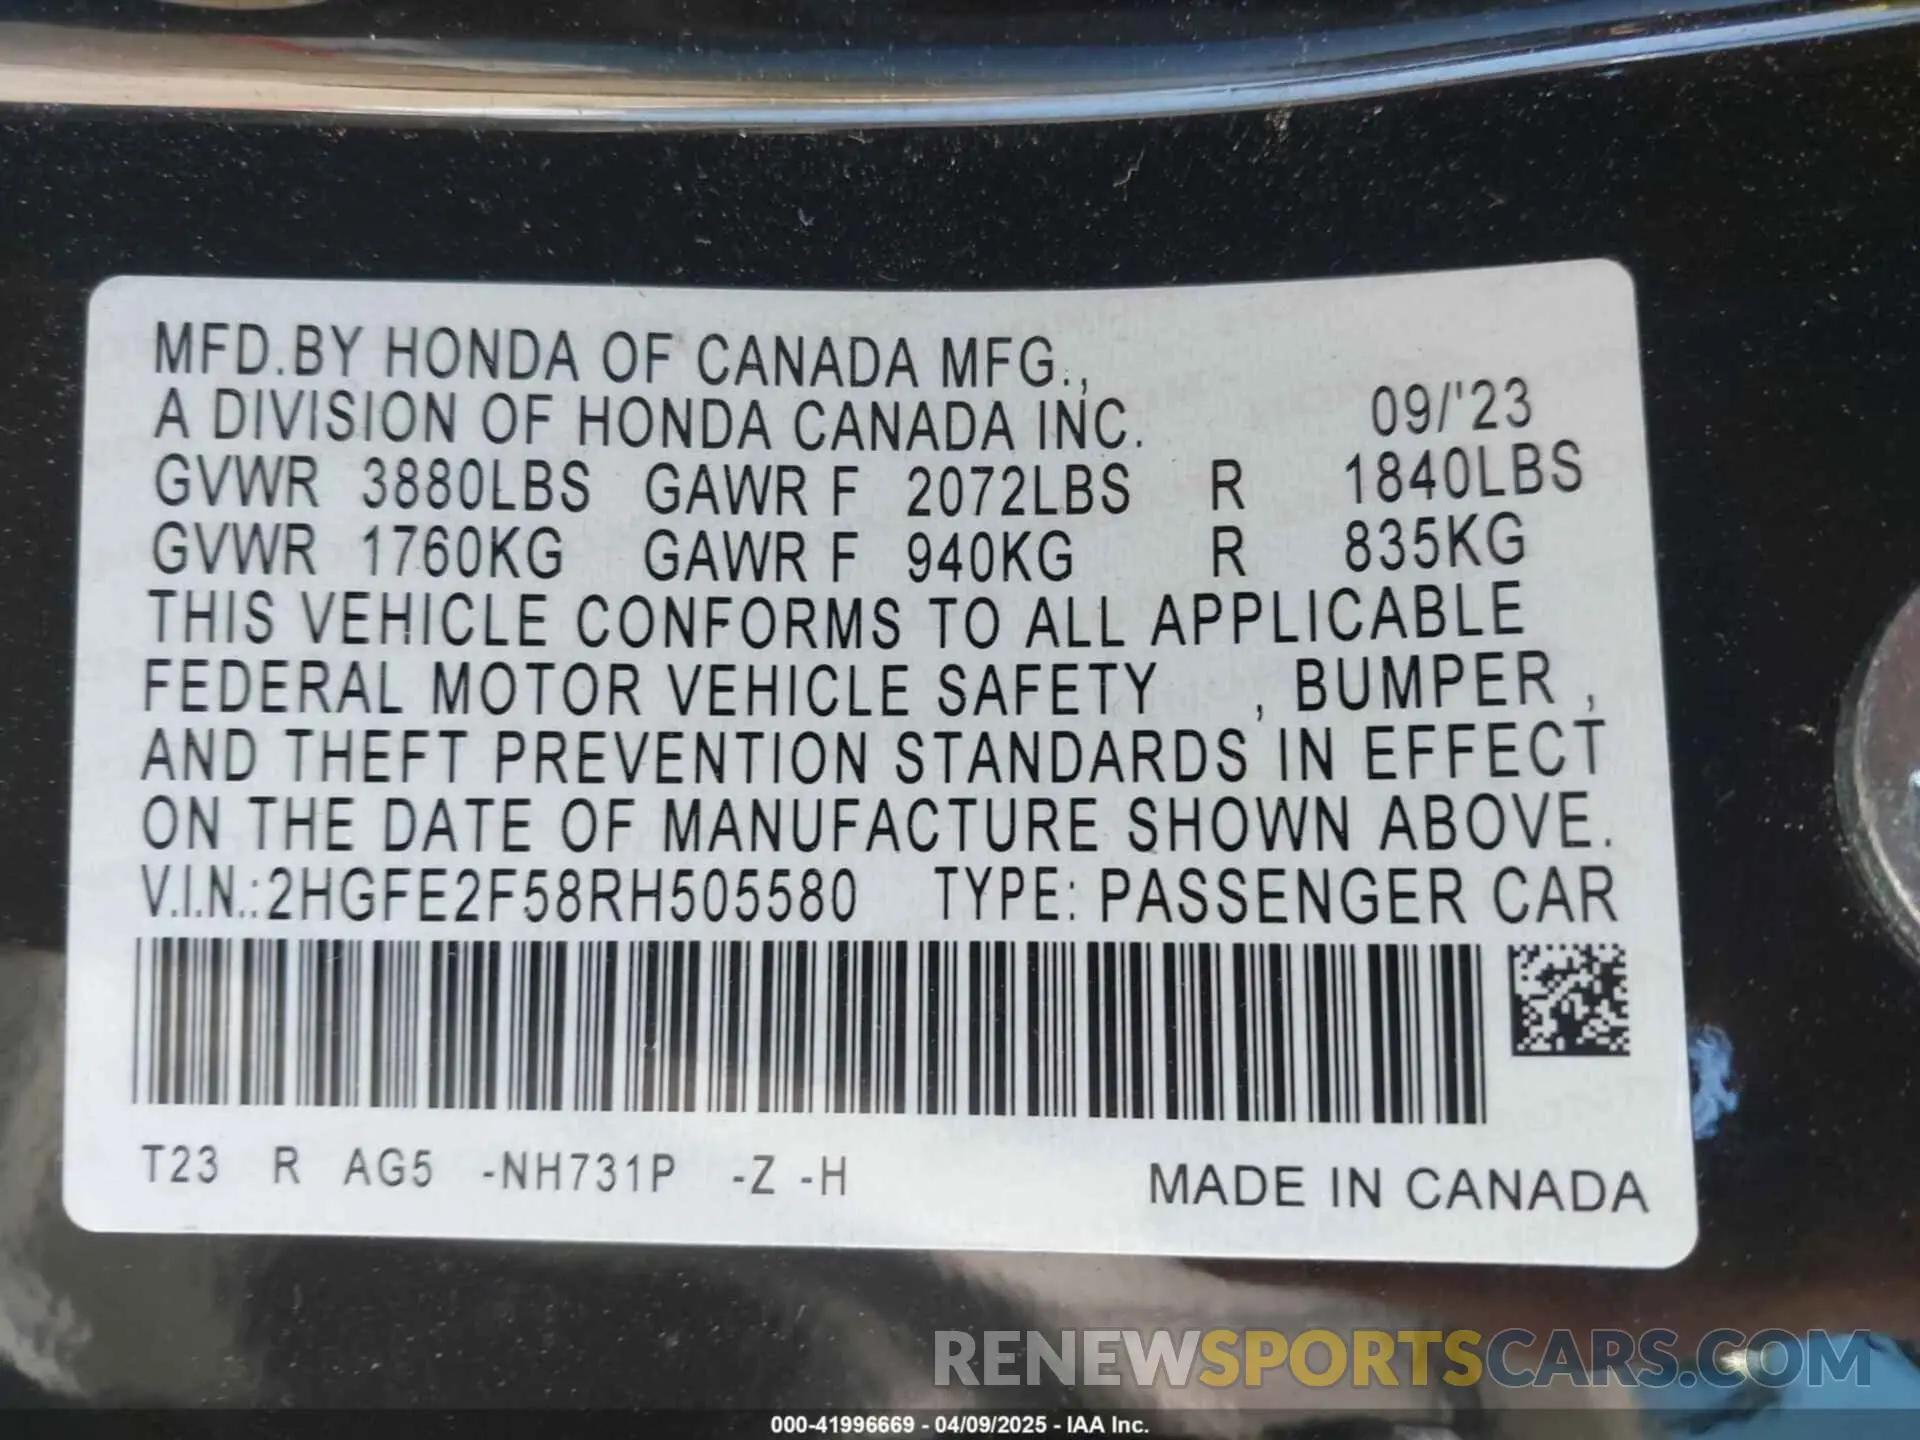 MFD.BY HONDA OF CANADA MFG.,
A DIVISION OF HONDA CANADA INC. 09/'23
GVWR 3880LBS GAWR F 2072LBS R 1840LBS
GVWR 1760KG GAWR F 940KG R 835KG
THIS VEHICLE CONFORMS TO ALL APPLICABLE
FEDERAL MOTOR VEHICLE SAFETY , BUMPER ,
AND THEFT PREVENTION STANDARDS IN EFFECT
ON THE DATE OF MANUFACTURE SHOWN ABOVE.
V.I.N.:2HGFE2F58RH505580 TYPE: PASSENGER CAR
T23 R AG5 -NH731P -Z -H
MADE IN CANADA
RENEWSPORTSCARS.COM
000-41996669 - 04/09/2025 - IAA Inc.